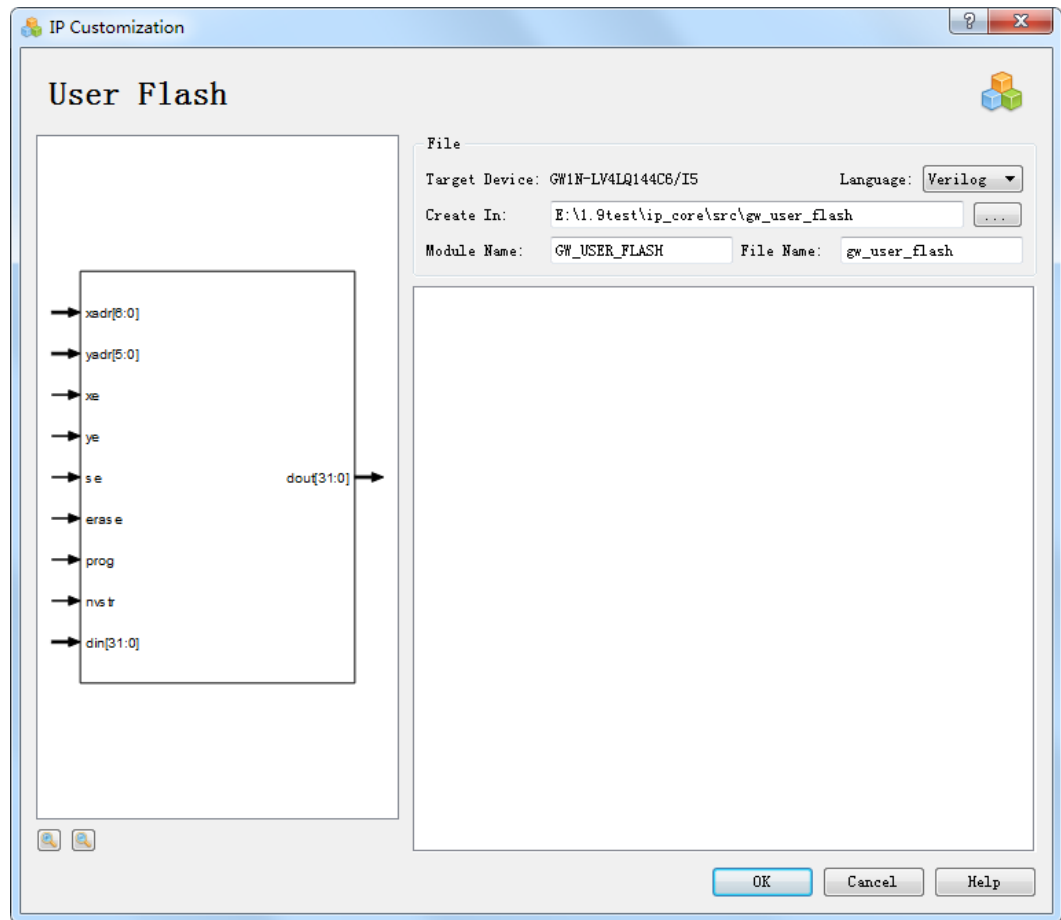 IP Customization
User Flash
File
Target Device: GW1N-LV4LQ144C6/I5 Language: Verilog
Create In: E:\1.9test\ip_core\src\gw_user_flash ...
Module Name: GW_USER_FLASH File Name: gw_user_flash
xadr[6:0]
yadr[5:0]
xe
ye
se dout[31:0]
erase
prog
nvstr
din[31:0]
OK Cancel Help